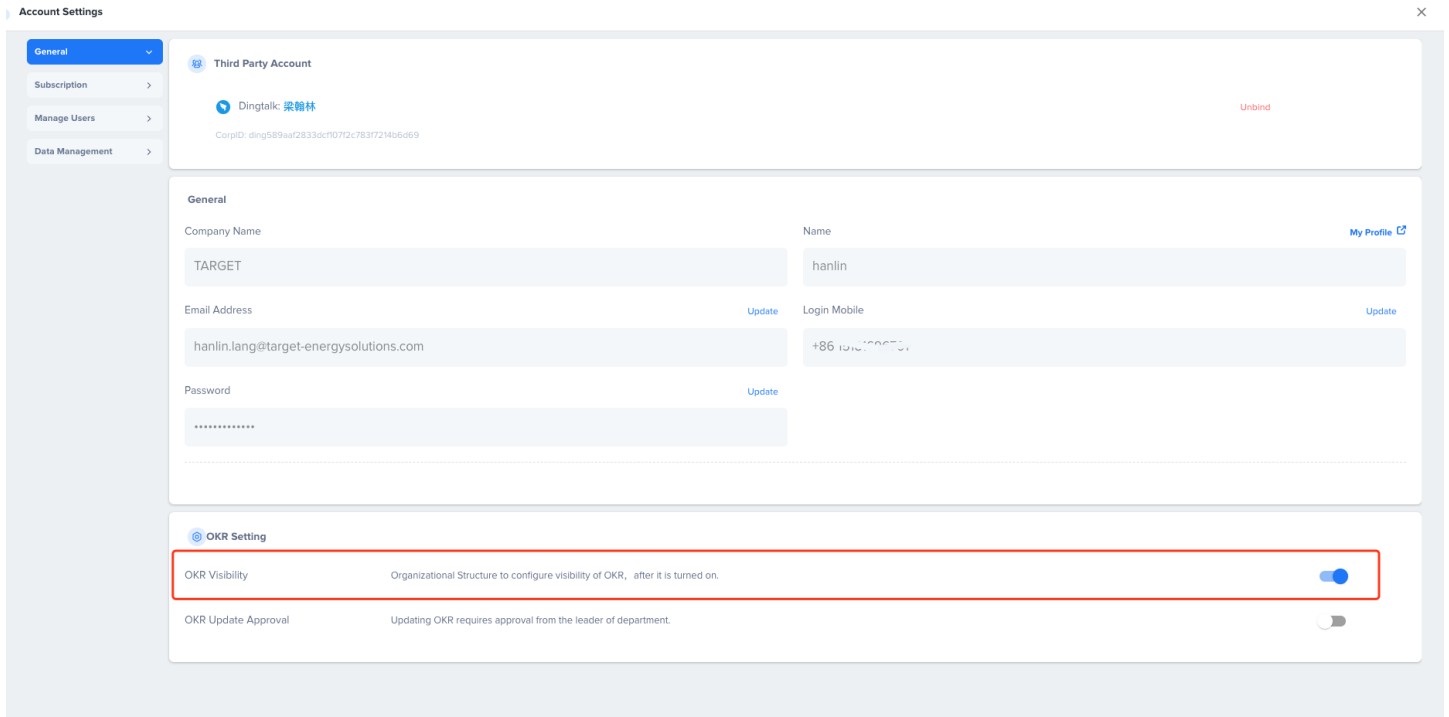 Account Settings
General
Subscription
Manage Users
Data Management
Third Party Account
Dingtalk: 梁翰林
Unbind
CorpID: ding589aaf2833dcf107f2c783f7214b6d69
General
Company Name
TARGET
Name
My Profile
hanlin
Email Address
Update
hanlin.lang@target-energysolutions.com
Login Mobile
Update
+86
Password
Update
•••••••••••••
OKR Setting
OKR Visibility
Organizational Structure to configure visibility of OKR，after it is turned on.
OKR Update Approval
Updating OKR requires approval from the leader of department.